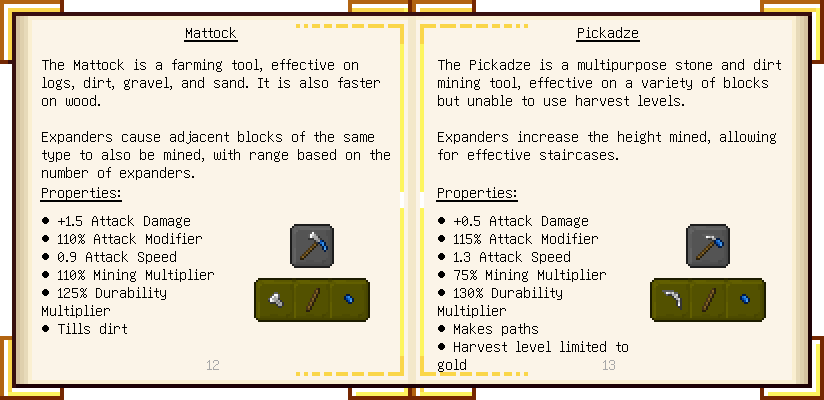 Mattock
The Mattock is a farming tool, effective on
logs, dirt, gravel, and sand. It is also faster
on wood.
Expanders cause adjacent blocks of the same
type to also be mined, with range based on the
number of expanders.
Properties:
● +1.5 Attack Damage
● 110% Attack Modifier
● 0.9 Attack Speed
● 110% Mining Multiplier
● 125% Durability
Multiplier
● Tills dirt
12
Pickadze
The Pickadze is a multipurpose stone and dirt
mining tool, effective on a variety of blocks
but unable to use harvest levels.
Expanders increase the height mined, allowing
for effective staircases.
Properties:
● +0.5 Attack Damage
● 115% Attack Modifier
● 1.3 Attack Speed
● 75% Mining Multiplier
● 130% Durability
Multiplier
● Makes paths
● Harvest level limited to
gold
13